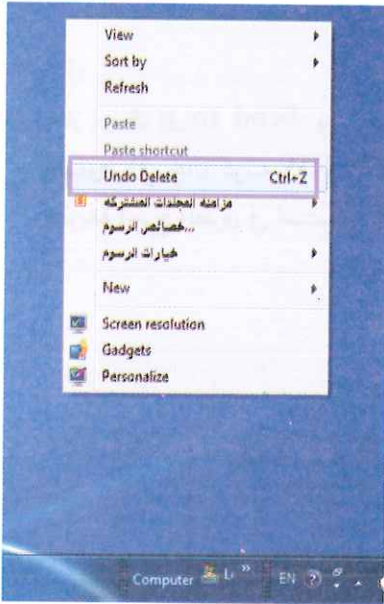 View
Sort by
Refresh
Paste
Paste shortcut
Undo Delete Ctrl+Z
مزامنة المجلدات المشتركة
خصائص الرسوم...
خيارات الرسوم
New
Screen resolution
Gadgets
Personalize
Computer Li »
EN